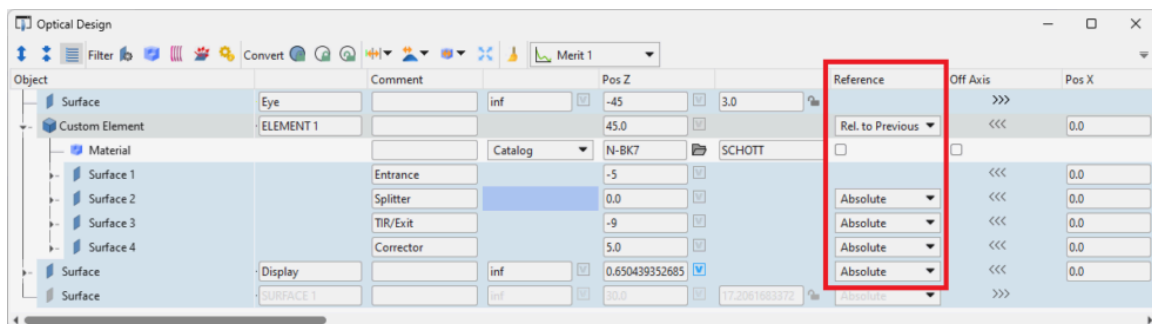 Optical Design
Filter Convert Merit 1
Object Comment Pos Z Reference Off Axis Pos X
Surface Eye inf V -45 V 3.0 >>>
Custom Element ELEMENT 1 45.0 V Rel. to Previous <<< 0.0
Material Catalog N-BK7 SCHOTT
Surface 1 Entrance -5 V <<< 0.0
Surface 2 Splitter 0.0 V Absolute <<< 0.0
Surface 3 TIR/Exit -9 V Absolute <<< 0.0
Surface 4 Corrector 5.0 V Absolute <<< 0.0
Surface Display inf V 0.650439352685 V Absolute <<< 0.0
Surface SURFACE 1 inf V 30.0 V 17.2061683372 Absolute >>>